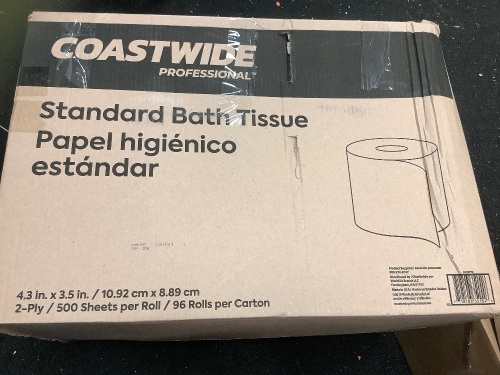 COASTWIDE
PROFESSIONAL
Standard Bath Tissue
Papel higiénico
estándar
4.3 in. x 3.5 in. / 10.92 cm x 8.89 cm
2-Ply / 500 Sheets per Roll / 96 Rolls per Carton